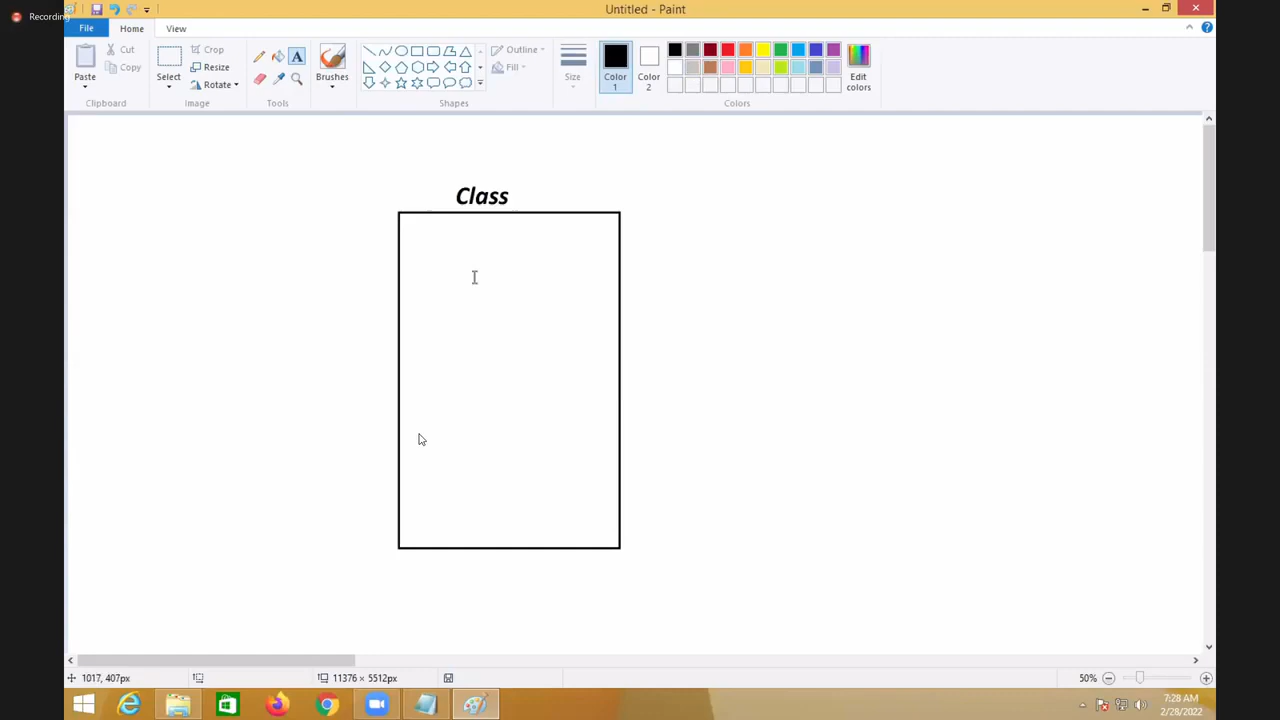 Recording
Untitled - Paint
File
Home
View
Paste
Cut
Copy
Clipboard
Select
Crop
Resize
Rotate
Image
A
Tools
Brushes
Shapes
Outline
Fill
Size
Color
1
Color
2
Edit
colors
Colors
Class
1017, 407px
11376 × 5512px
50%
7:28 AM
2/28/2022